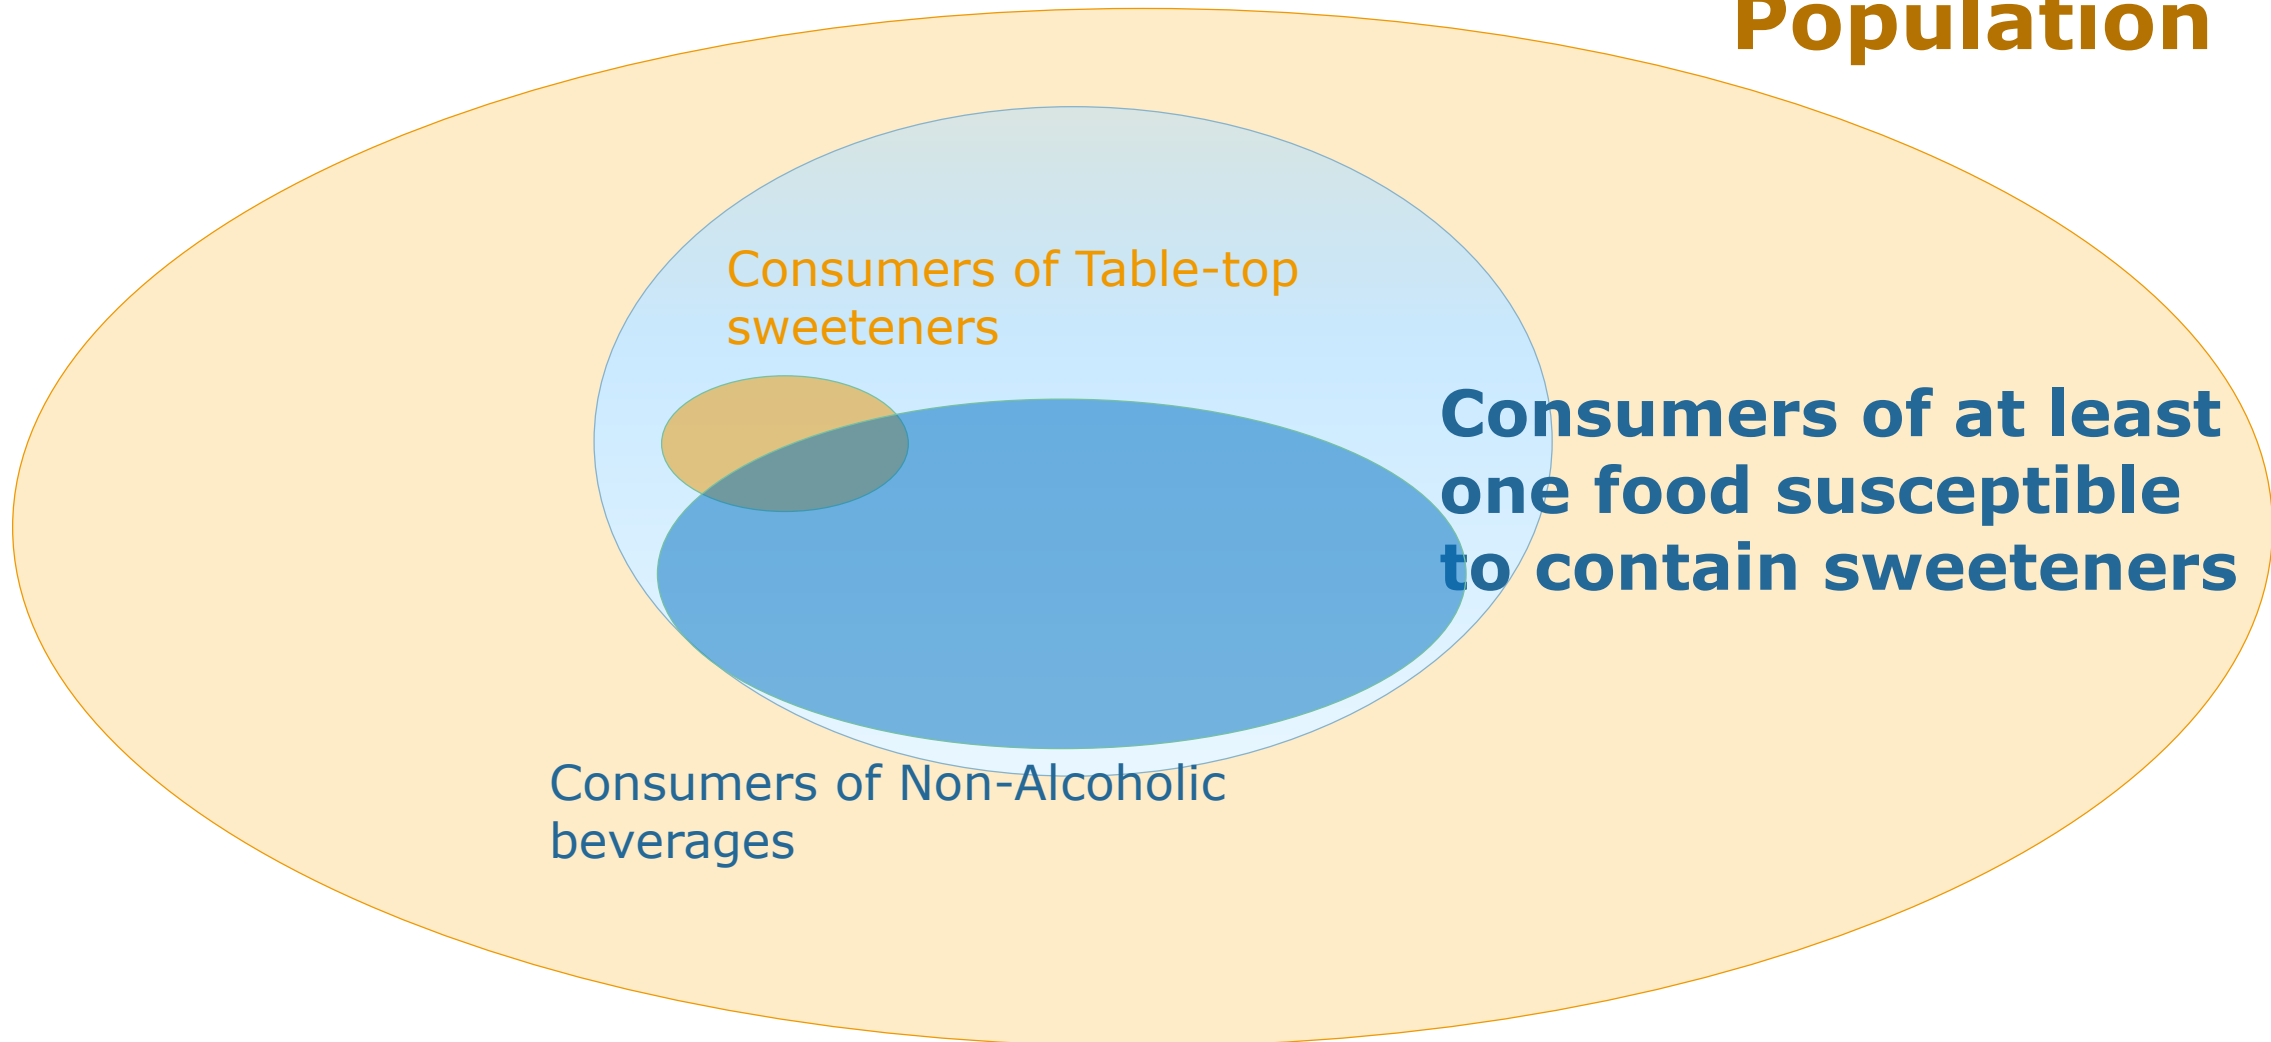 Population
Consumers of Table-top
sweeteners
Consumers of at least
one food susceptible
to contain sweeteners
Consumers of Non-Alcoholic
beverages